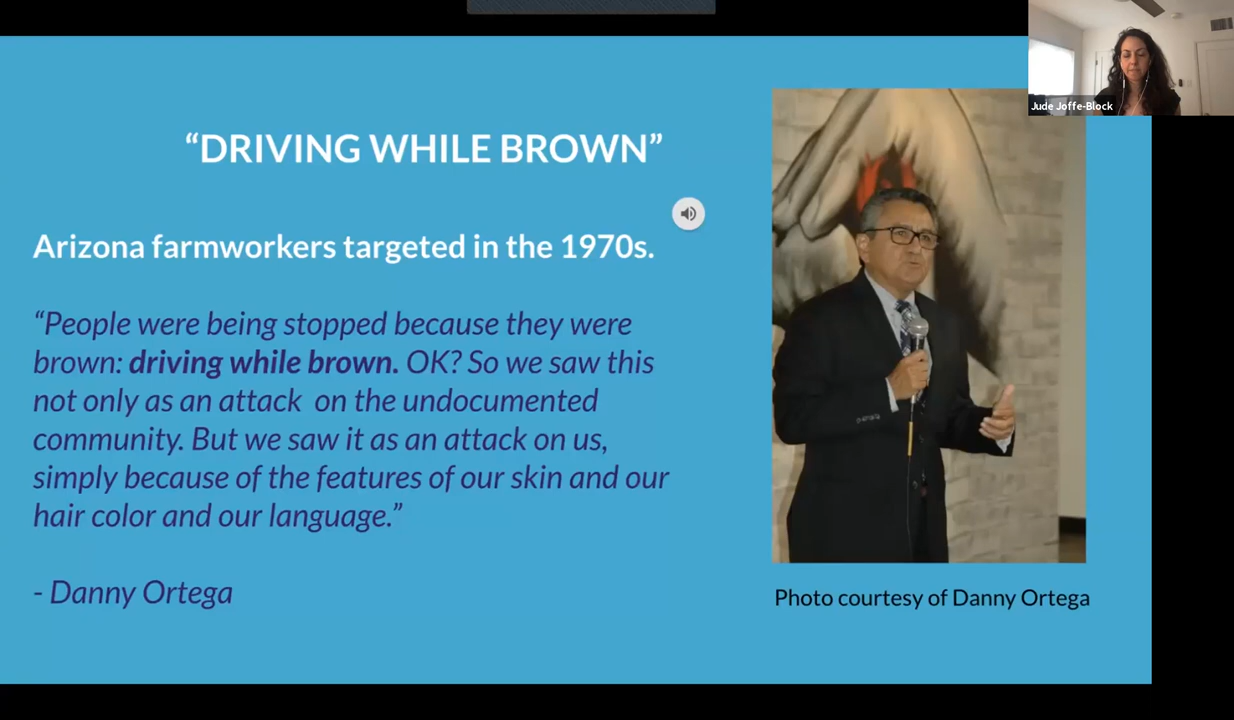 Jude Joffe-Block
“DRIVING WHILE BROWN”
Arizona farmworkers targeted in the 1970s.
“People were being stopped because they were
brown: driving while brown. OK? So we saw this
not only as an attack on the undocumented
community. But we saw it as an attack on us,
simply because of the features of our skin and our
hair color and our language.”
- Danny Ortega
Photo courtesy of Danny Ortega